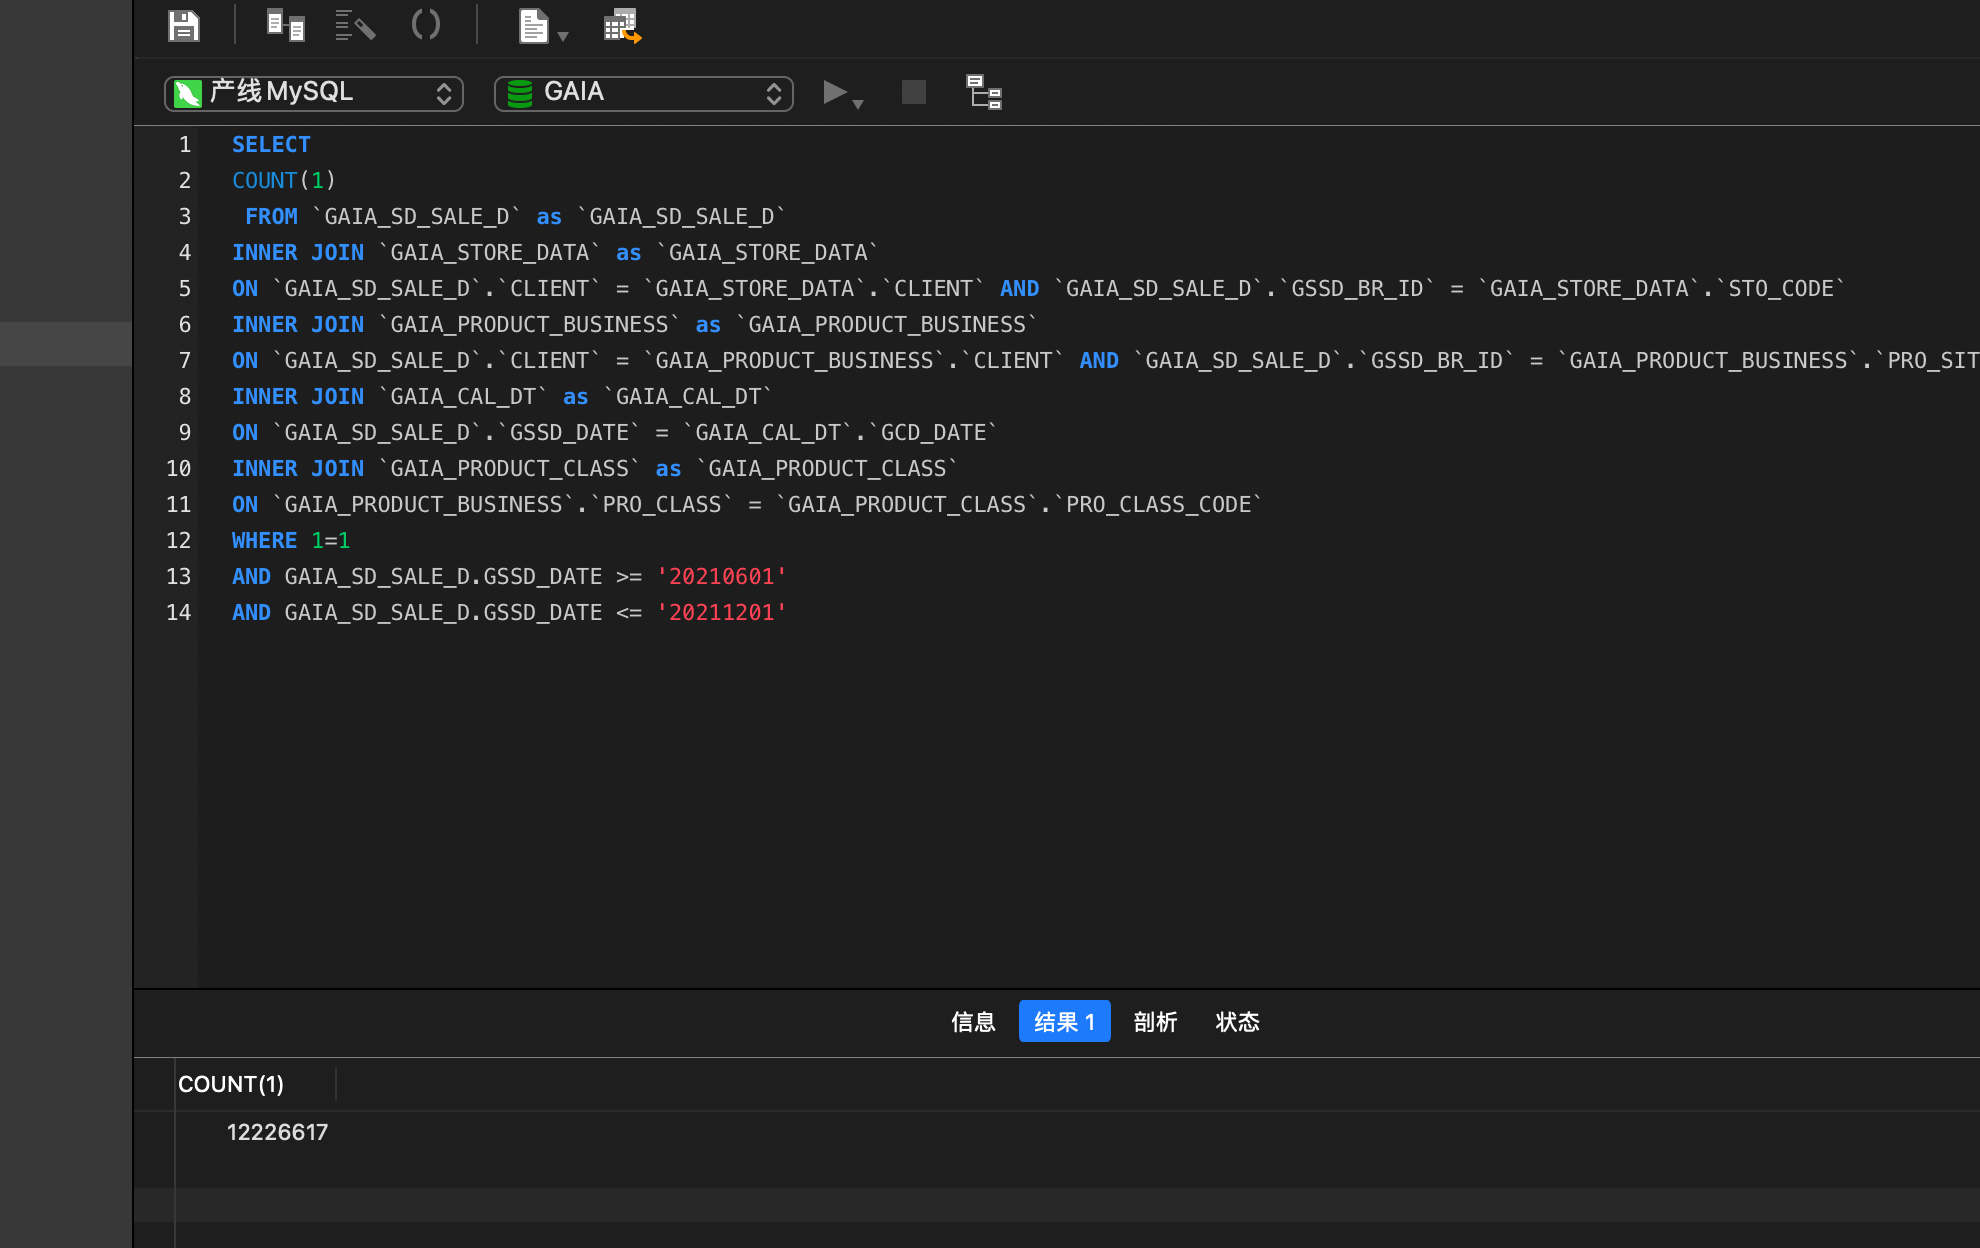 产线MySQL GAIA
1 SELECT
2 COUNT(1)
3 FROM `GAIA_SD_SALE_D` as `GAIA_SD_SALE_D`
4 INNER JOIN `GAIA_STORE_DATA` as `GAIA_STORE_DATA`
5 ON `GAIA_SD_SALE_D`.`CLIENT` = `GAIA_STORE_DATA`.`CLIENT` AND `GAIA_SD_SALE_D`.`GSSD_BR_ID` = `GAIA_STORE_DATA`.`STO_CODE`
6 INNER JOIN `GAIA_PRODUCT_BUSINESS` as `GAIA_PRODUCT_BUSINESS`
7 ON `GAIA_SD_SALE_D`.`CLIENT` = `GAIA_PRODUCT_BUSINESS`.`CLIENT` AND `GAIA_SD_SALE_D`.`GSSD_BR_ID` = `GAIA_PRODUCT_BUSINESS`.`PRO_SIT
8 INNER JOIN `GAIA_CAL_DT` as `GAIA_CAL_DT`
9 ON `GAIA_SD_SALE_D`.`GSSD_DATE` = `GAIA_CAL_DT`.`GCD_DATE`
10 INNER JOIN `GAIA_PRODUCT_CLASS` as `GAIA_PRODUCT_CLASS`
11 ON `GAIA_PRODUCT_BUSINESS`.`PRO_CLASS` = `GAIA_PRODUCT_CLASS`.`PRO_CLASS_CODE`
12 WHERE 1=1
13 AND GAIA_SD_SALE_D.GSSD_DATE >= '20210601'
14 AND GAIA_SD_SALE_D.GSSD_DATE <= '20211201'
信息 结果 1 剖析 状态
COUNT(1)
12226617